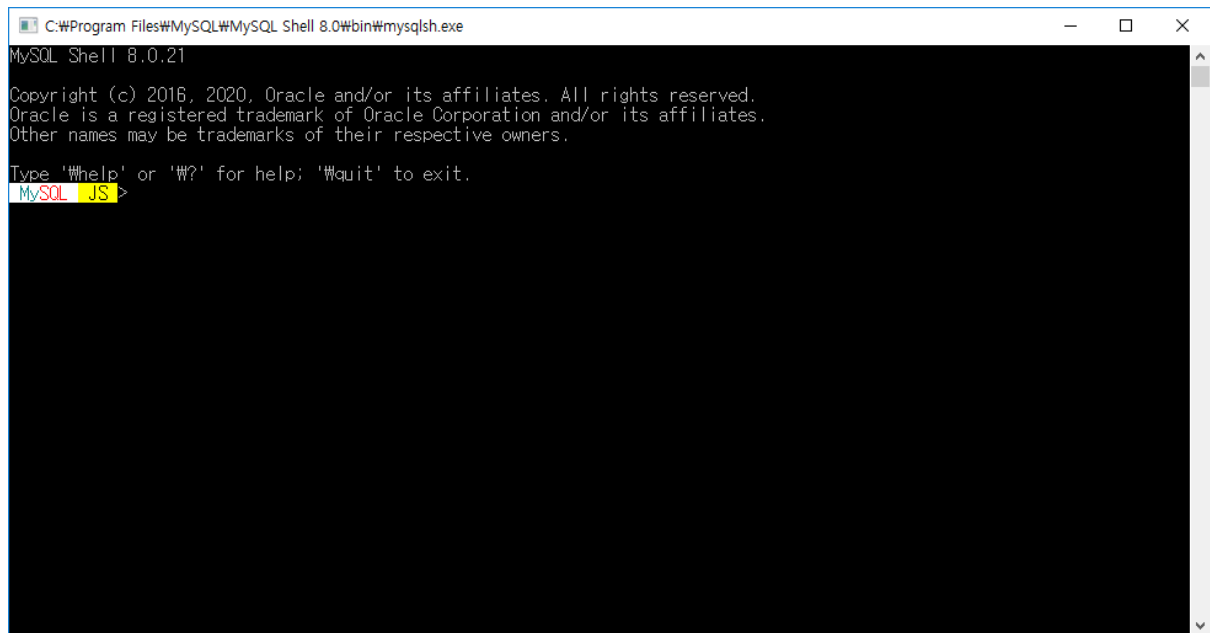 C:₩Program Files₩MySQL₩MySQL Shell 8.0₩bin₩mysqlsh.exe
MySQL Shell 8.0.21
Copyright (c) 2016, 2020, Oracle and/or its affiliates. All rights reserved.
Oracle is a registered trademark of Oracle Corporation and/or its affiliates.
Other names may be trademarks of their respective owners.
Type '₩help' or '₩?' for help; '₩quit' to exit.
MySQL JS >